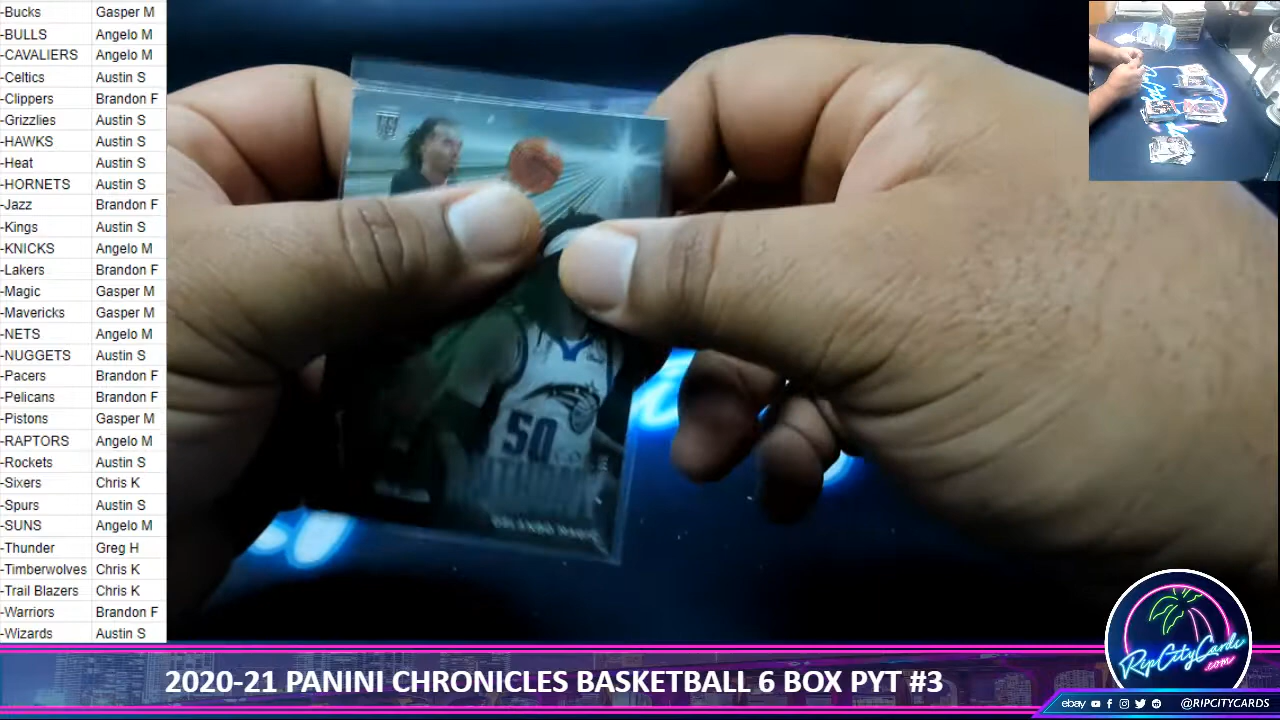 -Bucks Gasper M
-BULLS Angelo M
-CAVALIERS Angelo M
-Celtics Austin S
-Clippers Brandon F
-Grizzlies Austin S
-HAWKS Austin S
-Heat Austin S
-HORNETS Austin S
-Jazz Brandon F
-Kings Austin S
-KNICKS Angelo M
-Lakers Brandon F
-Magic Gasper M
-Mavericks Gasper M
-NETS Angelo M
-NUGGETS Austin S
-Pacers Brandon F
-Pelicans Brandon F
-Pistons Gasper M
-RAPTORS Angelo M
-Rockets Austin S
-Sixers Chris K
-Spurs Austin S
-SUNS Angelo M
-Thunder Greg H
-Timberwolves Chris K
-Trail Blazers Chris K
-Warriors Brandon F
-Wizards Austin S
50
ORLANDO MAGIC
RipCityCards
.com
2020-21 PANINI CHRONICLES BASKETBALL 6 BOX PYT #3
ebay @RIPCITYCARDS